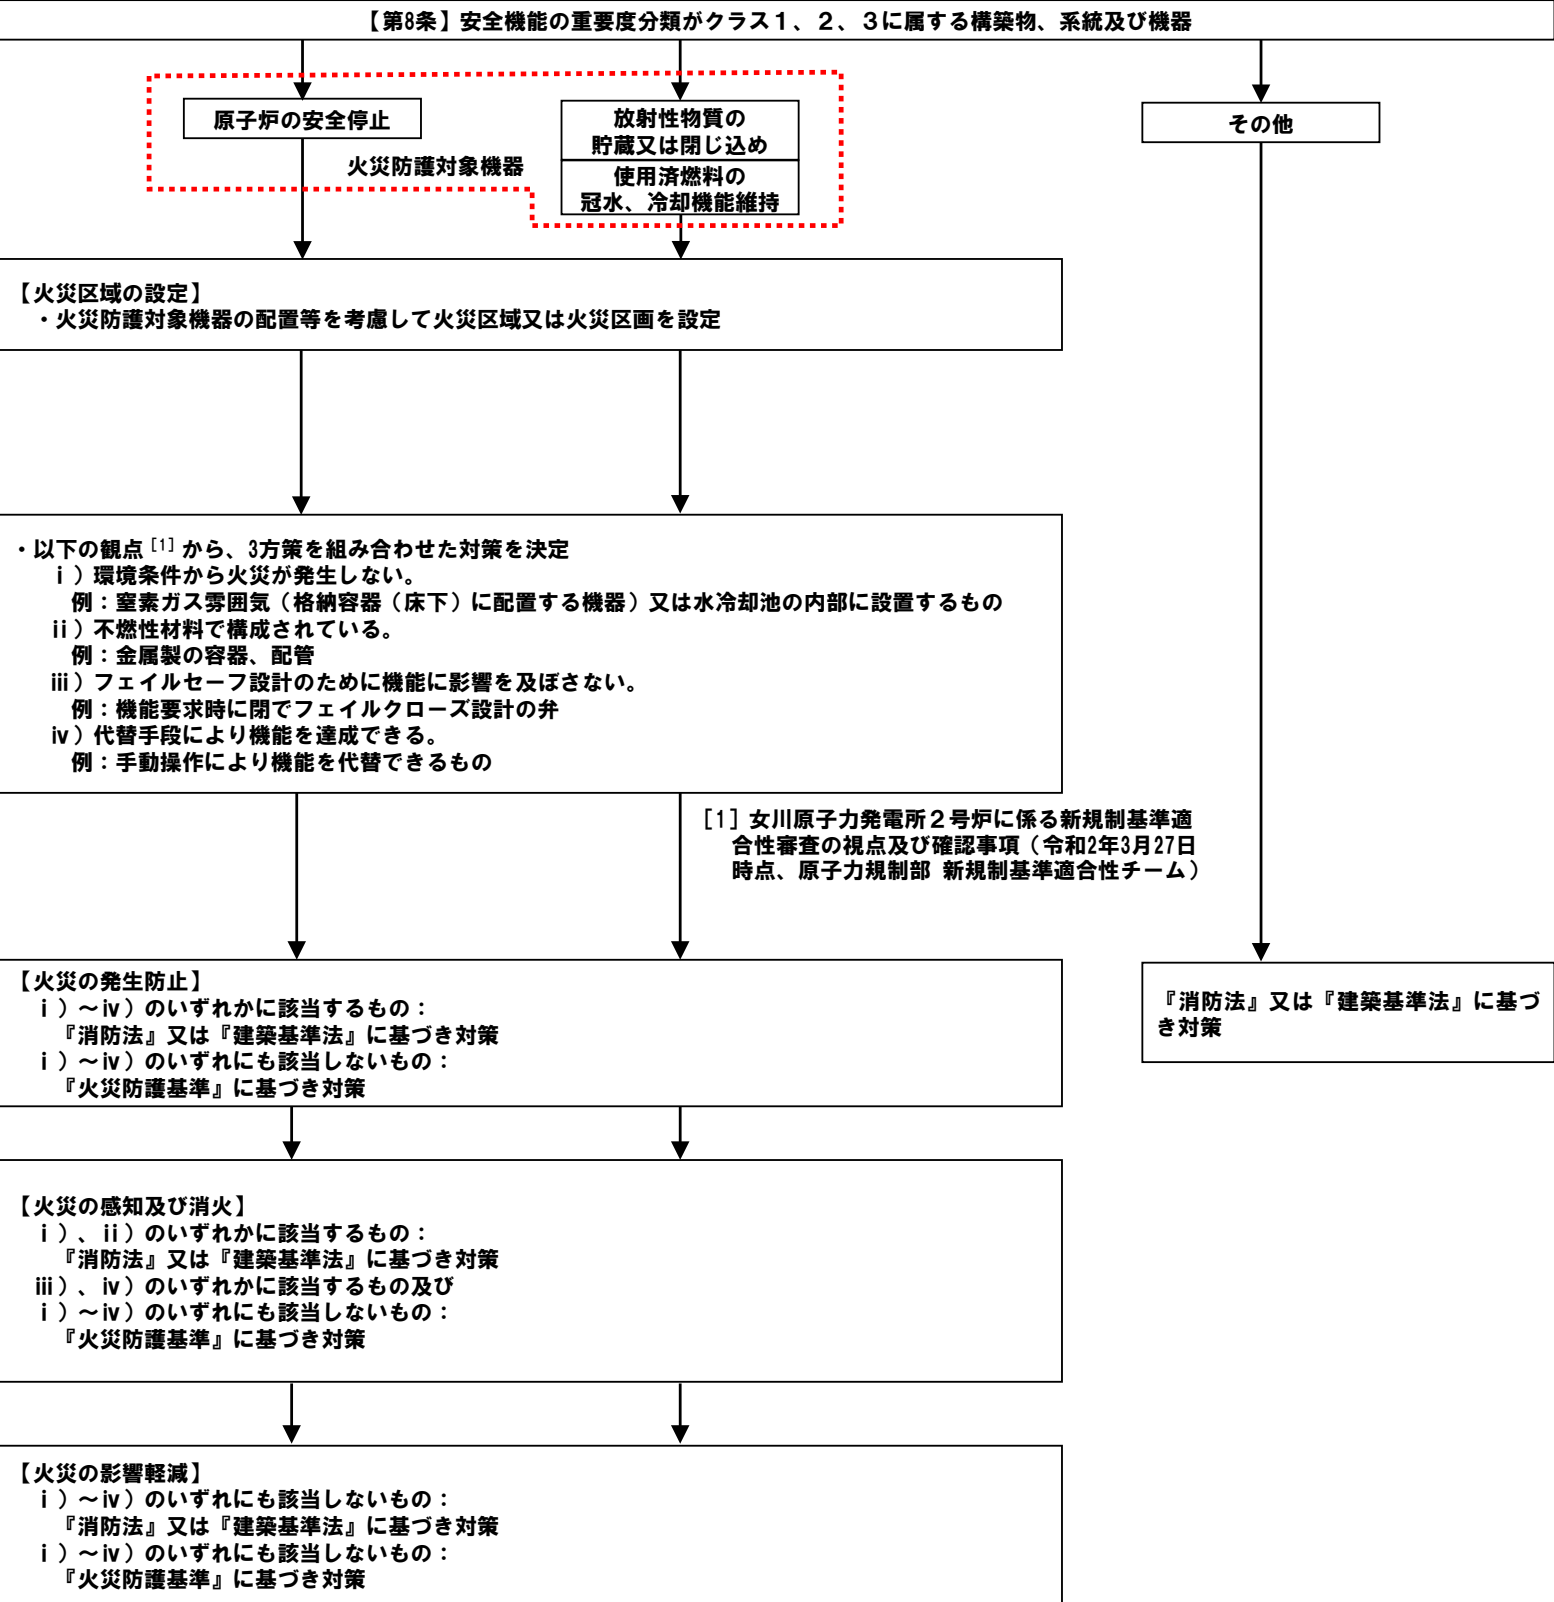 【第8条】安全機能の重要度分類がクラス１、２、３に属する構築物、系統及び機器
原子炉の安全停止
放射性物質の
貯蔵又は閉じ込め
使用済燃料の
冠水、冷却機能維持
火災防護対象機器
その他
【火災区域の設定】
・火災防護対象機器の配置等を考慮して火災区域又は火災区画を設定
・以下の観点[1]から、3方策を組み合わせた対策を決定
ⅰ）環境条件から火災が発生しない。
例：窒素ガス雰囲気（格納容器（床下）に配置する機器）又は水冷却池の内部に設置するもの
ⅱ）不燃性材料で構成されている。
例：金属製の容器、配管
ⅲ）フェイルセーフ設計のために機能に影響を及ぼさない。
例：機能要求時に閉でフェイルクローズ設計の弁
ⅳ）代替手段により機能を達成できる。
例：手動操作により機能を代替できるもの
[1] 女川原子力発電所２号炉に係る新規制基準適
合性審査の視点及び確認事項（令和2年3月27日
時点、原子力規制部 新規制基準適合性チーム）
【火災の発生防止】
ⅰ）～ⅳ）のいずれかに該当するもの：
『消防法』又は『建築基準法』に基づき対策
ⅰ）～ⅳ）のいずれにも該当しないもの：
『火災防護基準』に基づき対策
『消防法』又は『建築基準法』に基づ
き対策
【火災の感知及び消火】
ⅰ）、ⅱ）のいずれかに該当するもの：
『消防法』又は『建築基準法』に基づき対策
ⅲ）、ⅳ）のいずれかに該当するもの及び
ⅰ）～ⅳ）のいずれにも該当しないもの：
『火災防護基準』に基づき対策
【火災の影響軽減】
ⅰ）～ⅳ）のいずれにも該当しないもの：
『消防法』又は『建築基準法』に基づき対策
ⅰ）～ⅳ）のいずれにも該当しないもの：
『火災防護基準』に基づき対策